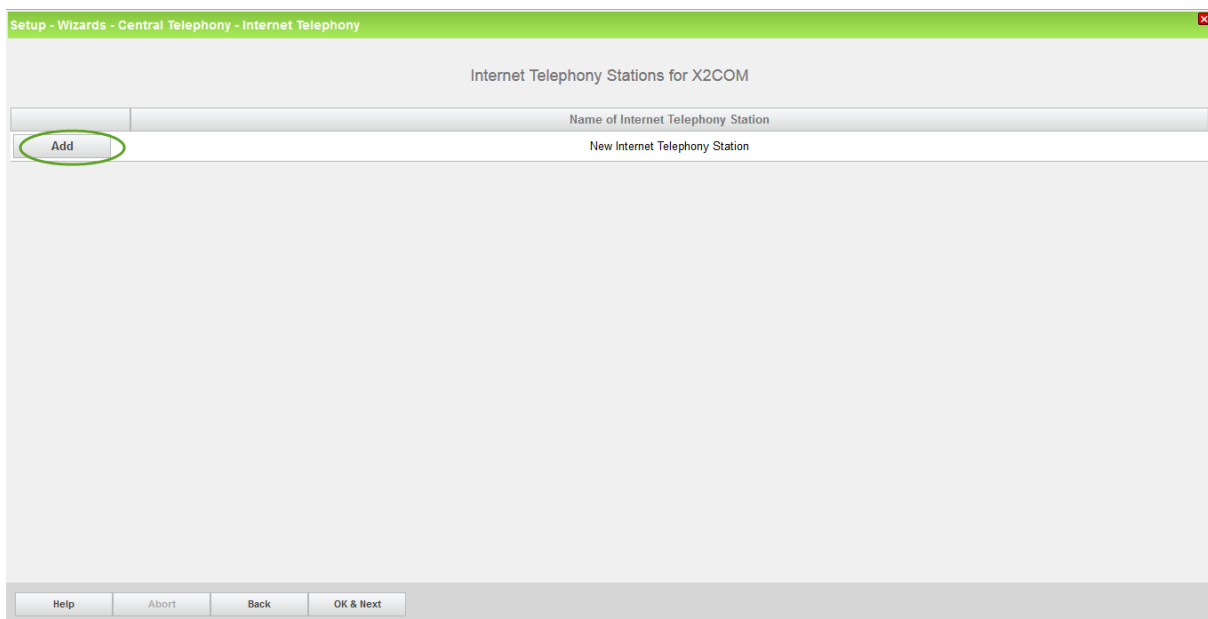 Setup - Wizards - Central Telephony - Internet Telephony
Internet Telephony Stations for X2COM
Name of Internet Telephony Station
Add New Internet Telephony Station
Help Abort Back OK & Next